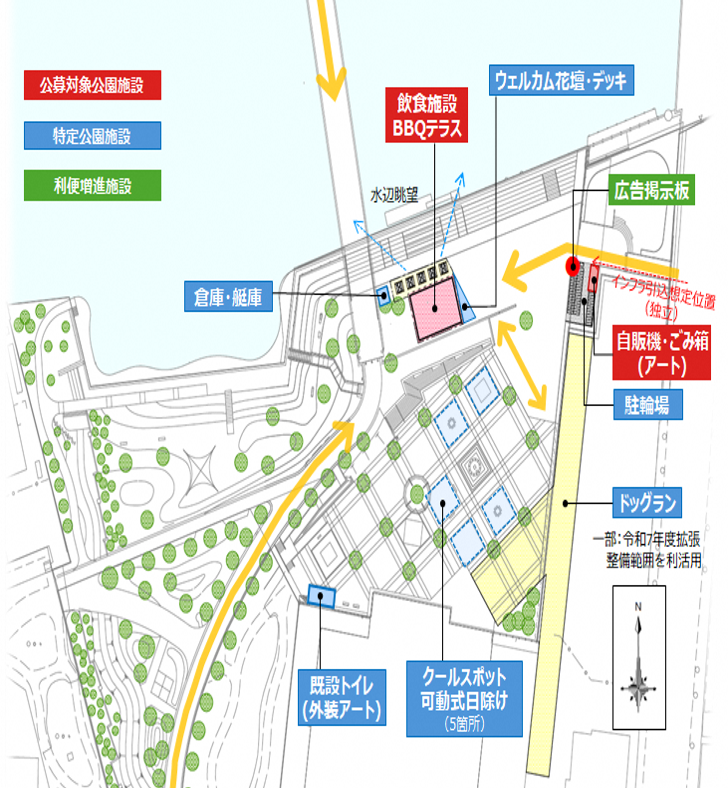 公募対象公園施設
特定公園施設
利便増進施設
飲食施設
BBQテラス
ウェルカム花壇・デッキ
水辺眺望
広告掲示板
倉庫・艇庫
インフラ引込想定位置
(独立)
自販機・ごみ箱
(アート)
駐輪場
ドッグラン
一部：令和7年度拡張
整備範囲を利活用
N
既設トイレ
(外装アート)
クールスポット
可動式日除け
(5箇所)